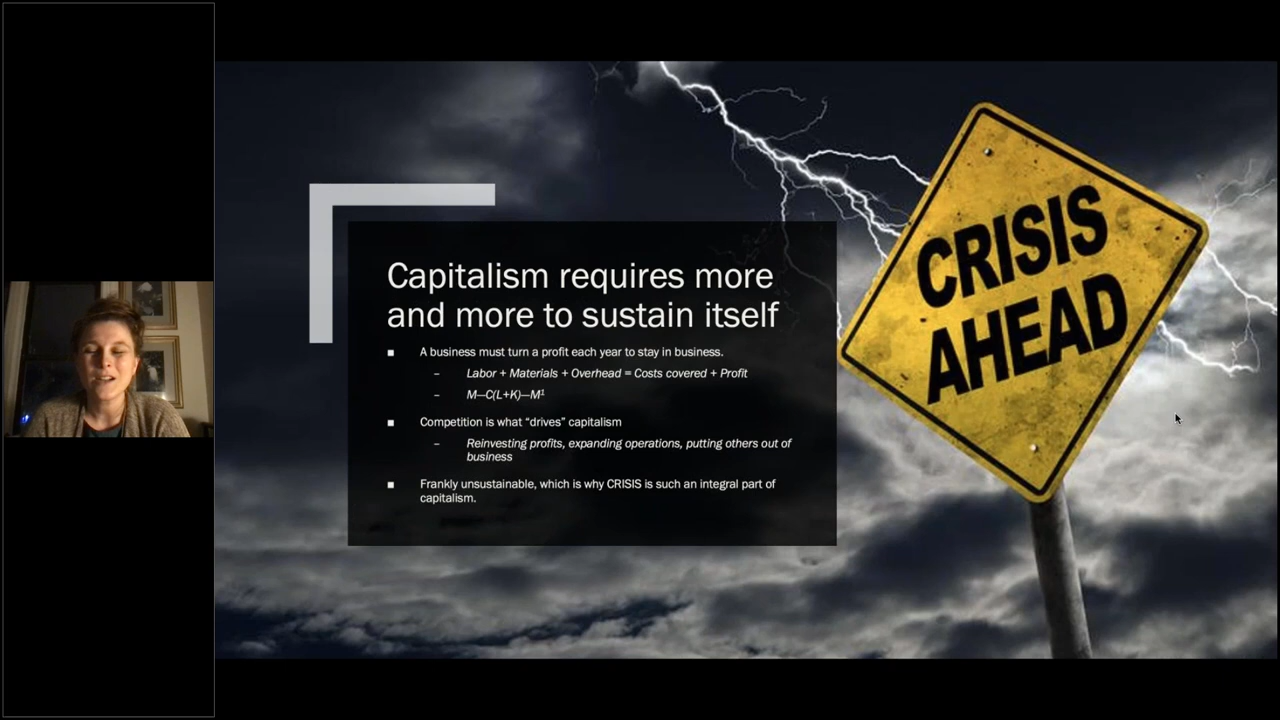 Capitalism requires more
and more to sustain itself
▪ A business must turn a profit each year to stay in business.
– Labor + Materials + Overhead = Costs covered + Profit
– M—C(L+K)—M¹
▪ Competition is what “drives” capitalism
– Reinvesting profits, expanding operations, putting others out of
business
▪ Frankly unsustainable, which is why CRISIS is such an integral part of
capitalism.
CRISIS
AHEAD